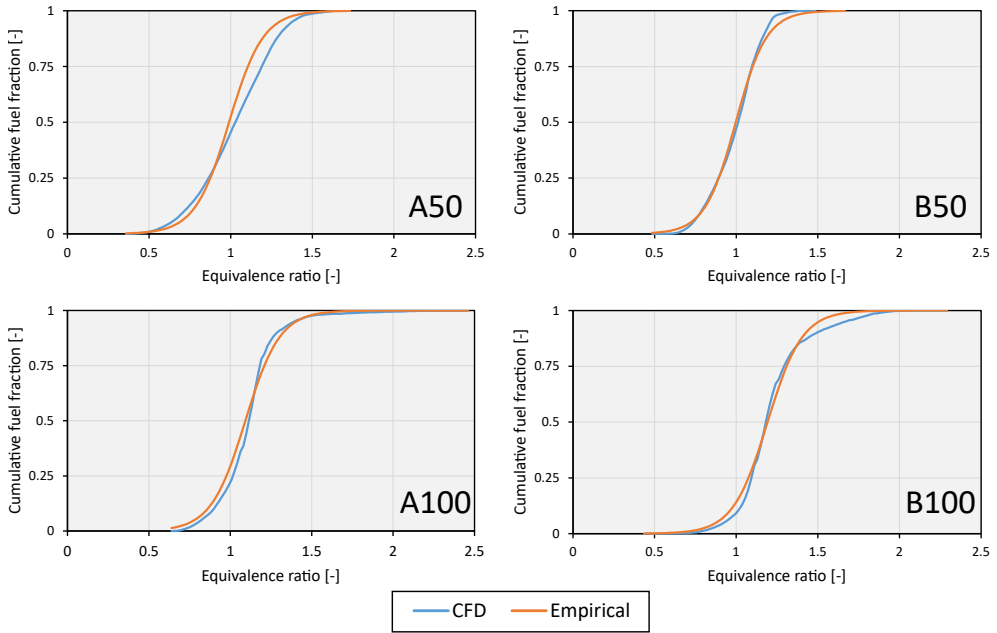 Cumulative fuel fraction [-]
1
0.75
0.5
0.25
0
A50
0 0.5 1 1.5 2 2.5
Equivalence ratio [-]
Cumulative fuel fraction [-]
1
0.75
0.5
0.25
0
B50
0 0.5 1 1.5 2 2.5
Equivalence ratio [-]
Cumulative fuel fraction [-]
1
0.75
0.5
0.25
0
A100
0 0.5 1 1.5 2 2.5
Equivalence ratio [-]
Cumulative fuel fraction [-]
1
0.75
0.5
0.25
0
B100
0 0.5 1 1.5 2 2.5
Equivalence ratio [-]
CFD Empirical